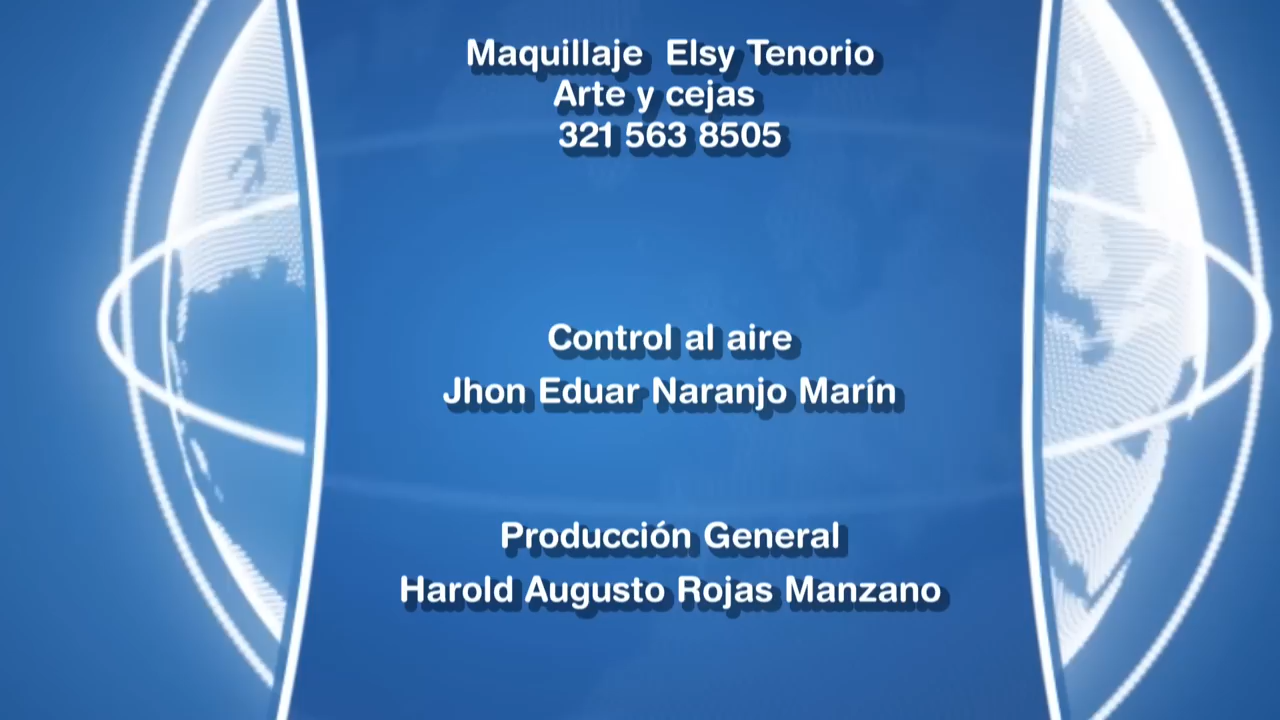 Maquillaje  Elsy Tenorio
Arte y cejas
321 563 8505
Control al aire
Jhon Eduar Naranjo Marín
Producción General
Harold Augusto Rojas Manzano